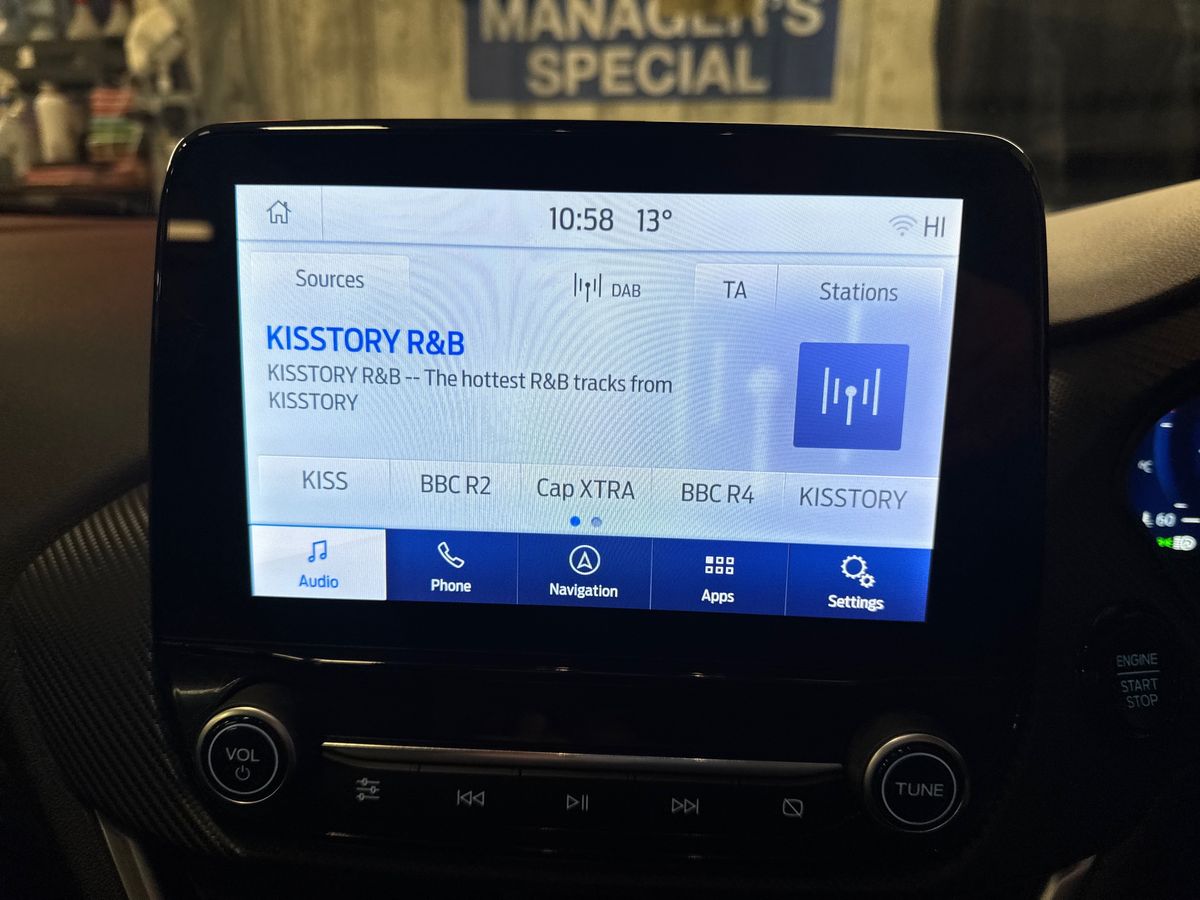 MANAGER'S
SPECIAL
10:58 13° HI
Sources DAB TA Stations
KISSTORY R&B
KISSTORY R&B -- The hottest R&B tracks from
KISSTORY
KISS BBC R2 Cap XTRA BBC R4 KISSTORY
Audio Phone Navigation Apps Settings
60
ENGINE
START
STOP
VOL
TUNE